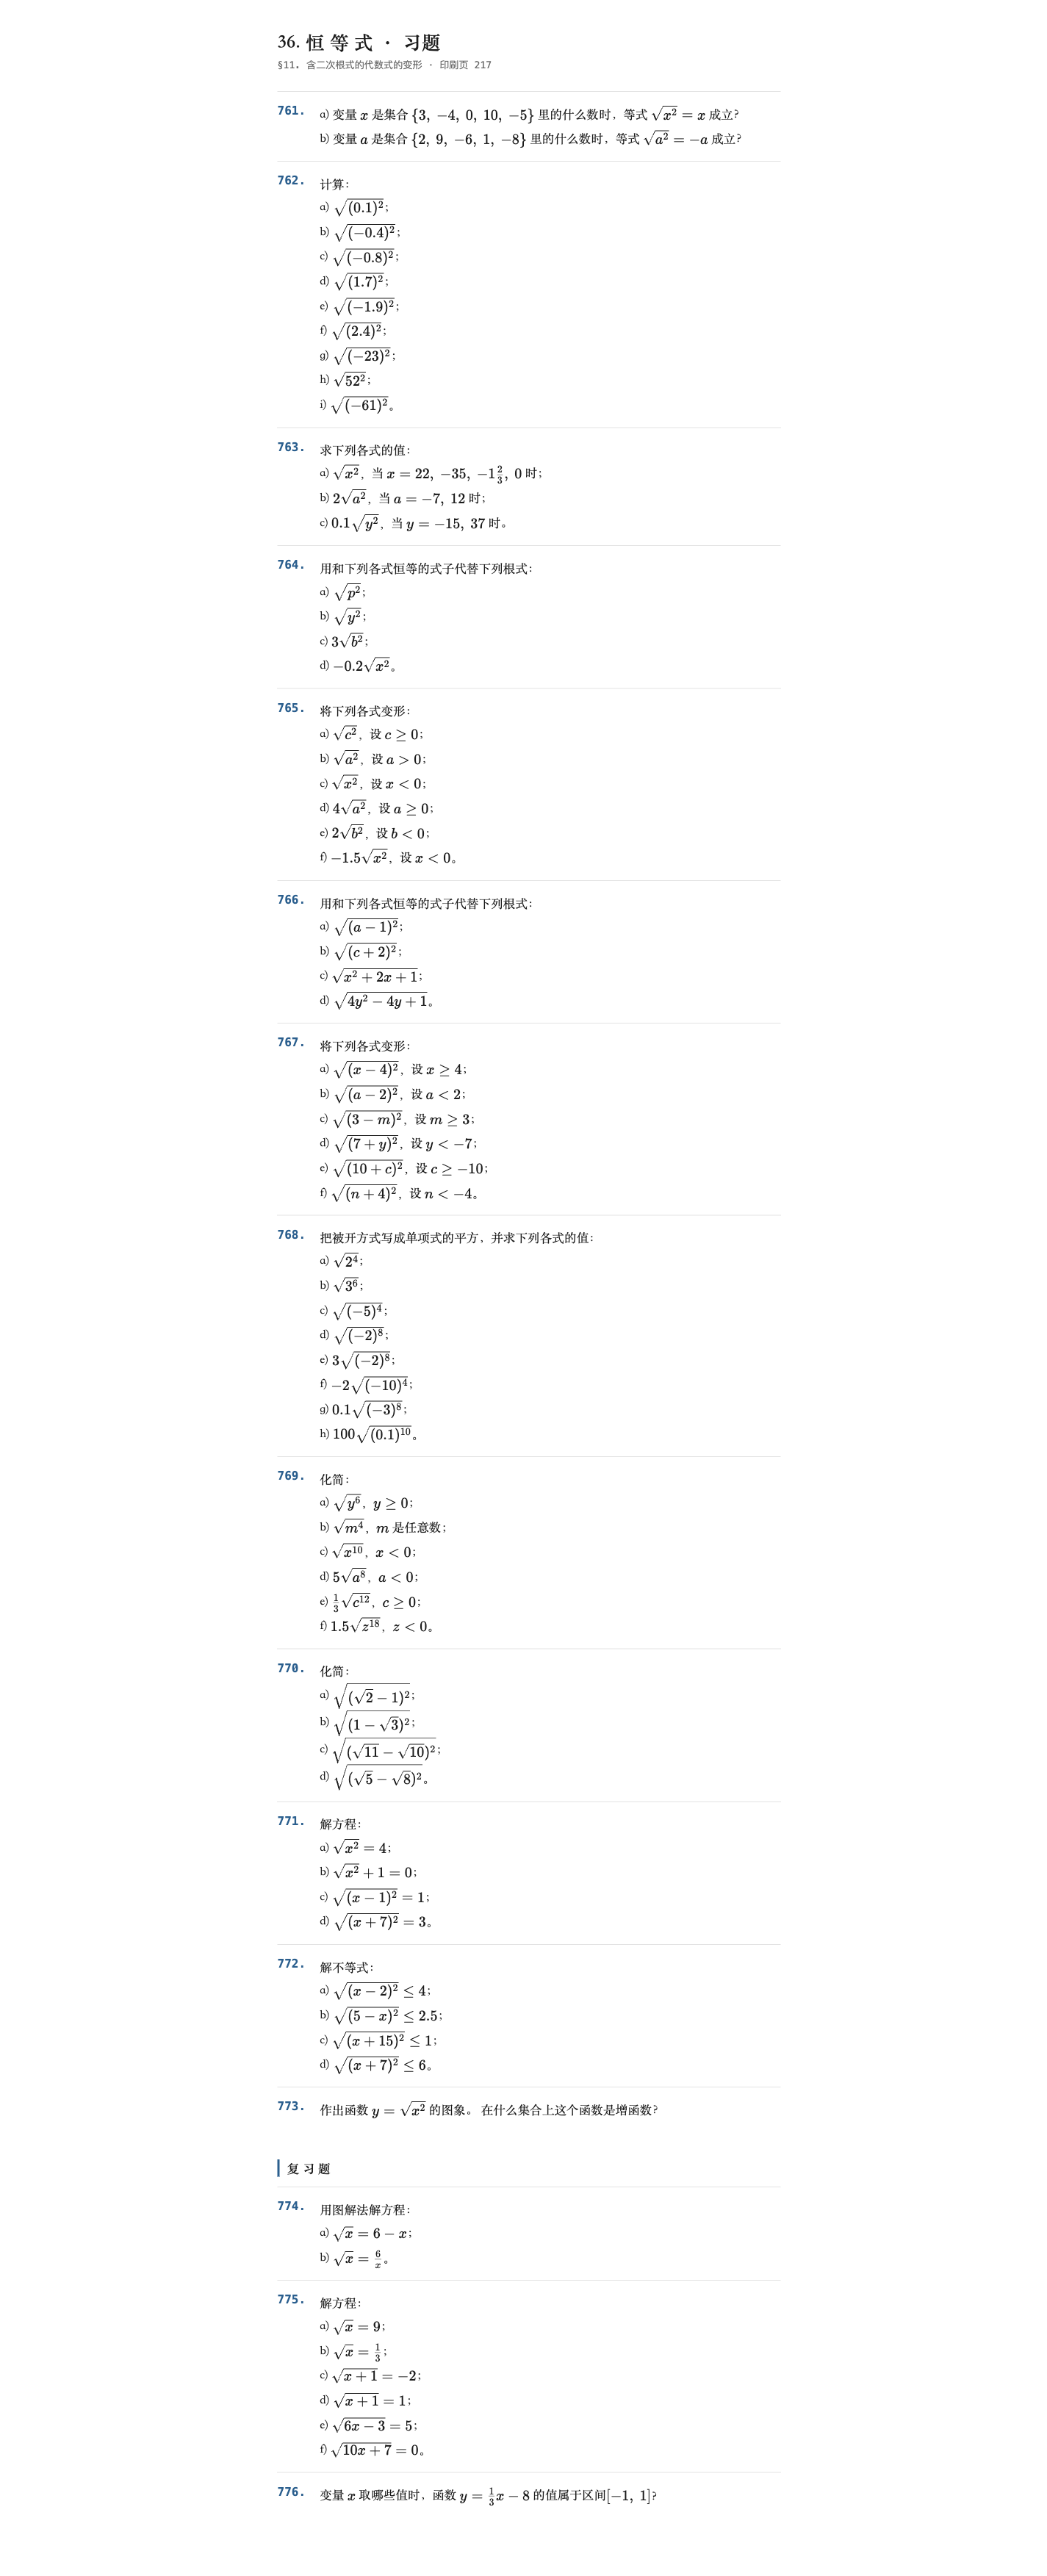 36. 恒等式 · 习题
§11. 含二次根式的代数式的变形 · 印刷页 217
761. a) 变量 x 是集合 {3, −4, 0, 10, −5} 里的什么数时，等式 √(x²) = x 成立？
b) 变量 a 是集合 {2, 9, −6, 1, −8} 里的什么数时，等式 √(a²) = −a 成立？
762. 计算：
a) √((0.1)²)；
b) √((−0.4)²)；
c) √((−0.8)²)；
d) √((1.7)²)；
e) √((−1.9)²)；
f) √((2.4)²)；
g) √((−23)²)；
h) √(52²)；
i) √((−61)²)。
763. 求下列各式的值：
a) √(x²)，当 x = 22, −35, −1 2/3, 0 时；
b) 2√(a²)，当 a = −7, 12 时；
c) 0.1√(y²)，当 y = −15, 37 时。
764. 用和下列各式恒等的式子代替下列根式：
a) √(p²)；
b) √(y²)；
c) 3√(b²)；
d) −0.2√(x²)。
765. 将下列各式变形：
a) √(c²)，设 c ≥ 0；
b) √(a²)，设 a > 0；
c) √(x²)，设 x < 0；
d) 4√(a²)，设 a ≥ 0；
e) 2√(b²)，设 b < 0；
f) −1.5√(x²)，设 x < 0。
766. 用和下列各式恒等的式子代替下列根式：
a) √((a − 1)²)；
b) √((c + 2)²)；
c) √(x² + 2x + 1)；
d) √(4y² − 4y + 1)。
767. 将下列各式变形：
a) √((x − 4)²)，设 x ≥ 4；
b) √((a − 2)²)，设 a < 2；
c) √((3 − m)²)，设 m ≥ 3；
d) √((7 + y)²)，设 y < −7；
e) √((10 + c)²)，设 c ≥ −10；
f) √((n + 4)²)，设 n < −4。
768. 把被开方式写成单项式的平方，并求下列各式的值：
a) √(2⁴)；
b) √(3⁶)；
c) √((−5)⁴)；
d) √((−2)⁸)；
e) 3√((−2)⁸)；
f) −2√((−10)⁴)；
g) 0.1√((−3)⁸)；
h) 100√((0.1)¹⁰)。
769. 化简：
a) √(y⁶)，y ≥ 0；
b) √(m⁴)，m 是任意数；
c) √(x¹⁰)，x < 0；
d) 5√(a⁸)，a < 0；
e) 1/3√(c¹²)，c ≥ 0；
f) 1.5√(z¹⁸)，z < 0。
770. 化简：
a) √((√2 − 1)²)；
b) √((1 − √3)²)；
c) √((√11 − √10)²)；
d) √((√5 − √8)²)。
771. 解方程：
a) √(x²) = 4；
b) √(x²) + 1 = 0；
c) √((x − 1)²) = 1；
d) √((x + 7)²) = 3。
772. 解不等式：
a) √((x − 2)²) ≤ 4；
b) √((5 − x)²) ≤ 2.5；
c) √((x + 15)²) ≤ 1；
d) √((x + 7)²) ≤ 6。
773. 作出函数 y = √(x²) 的图象。 在什么集合上这个函数是增函数？
复习题
774. 用图解法解方程：
a) √x = 6 − x；
b) √x = 6/x。
775. 解方程：
a) √x = 9；
b) √x = 1/3；
c) √(x + 1) = −2；
d) √(x + 1) = 1；
e) √(6x − 3) = 5；
f) √(10x + 7) = 0。
776. 变量 x 取哪些值时，函数 y = 1/3x − 8 的值属于区间[−1, 1]？